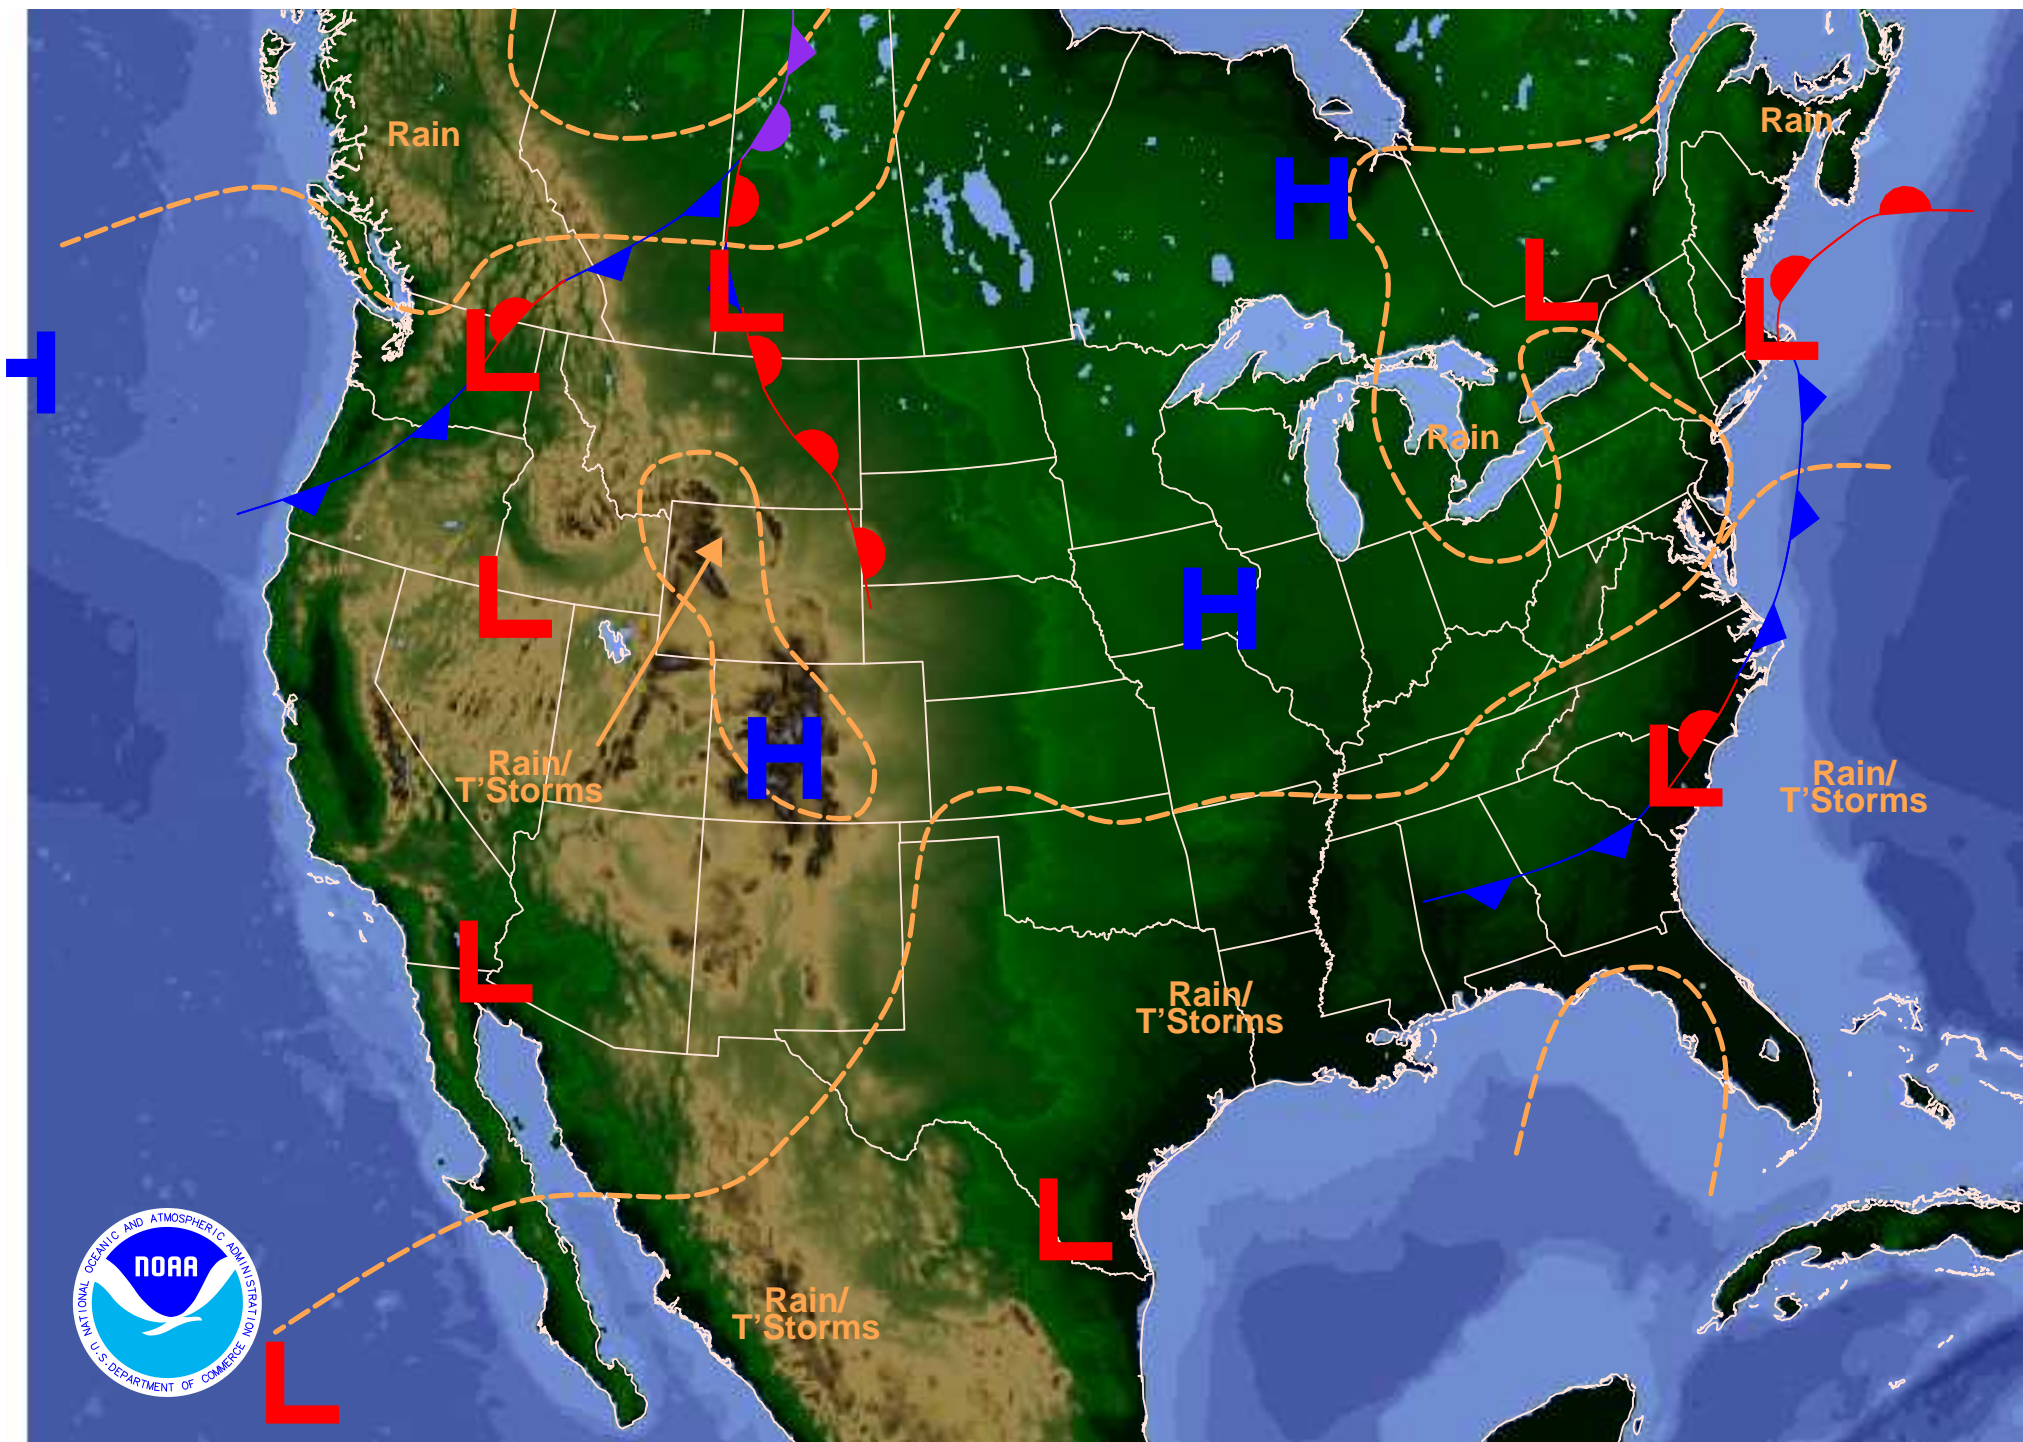 Rain
Rain
H
L
L
L
L
H
L
Rain
L
H
H
L
Rain/
T'Storms
Rain/
T'Storms
L
Rain/
T'Storms
L
Rain/
T'Storms
L
NATIONAL OCEANIC AND ATMOSPHERIC ADMINISTRATION
NOAA
U.S. DEPARTMENT OF COMMERCE